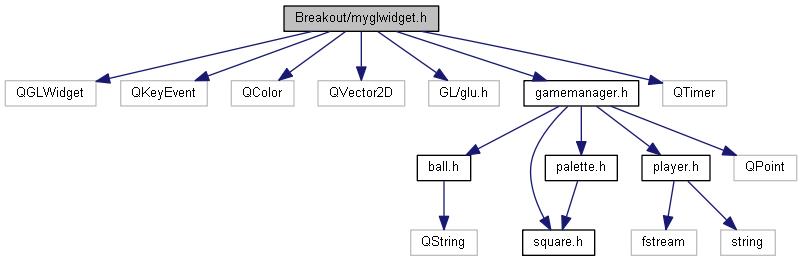 Breakout/myglwidget.h
QGLWidget
QKeyEvent
QColor
QVector2D
GL/glu.h
gamemanager.h
QTimer
ball.h
palette.h
player.h
QPoint
QString
square.h
fstream
string